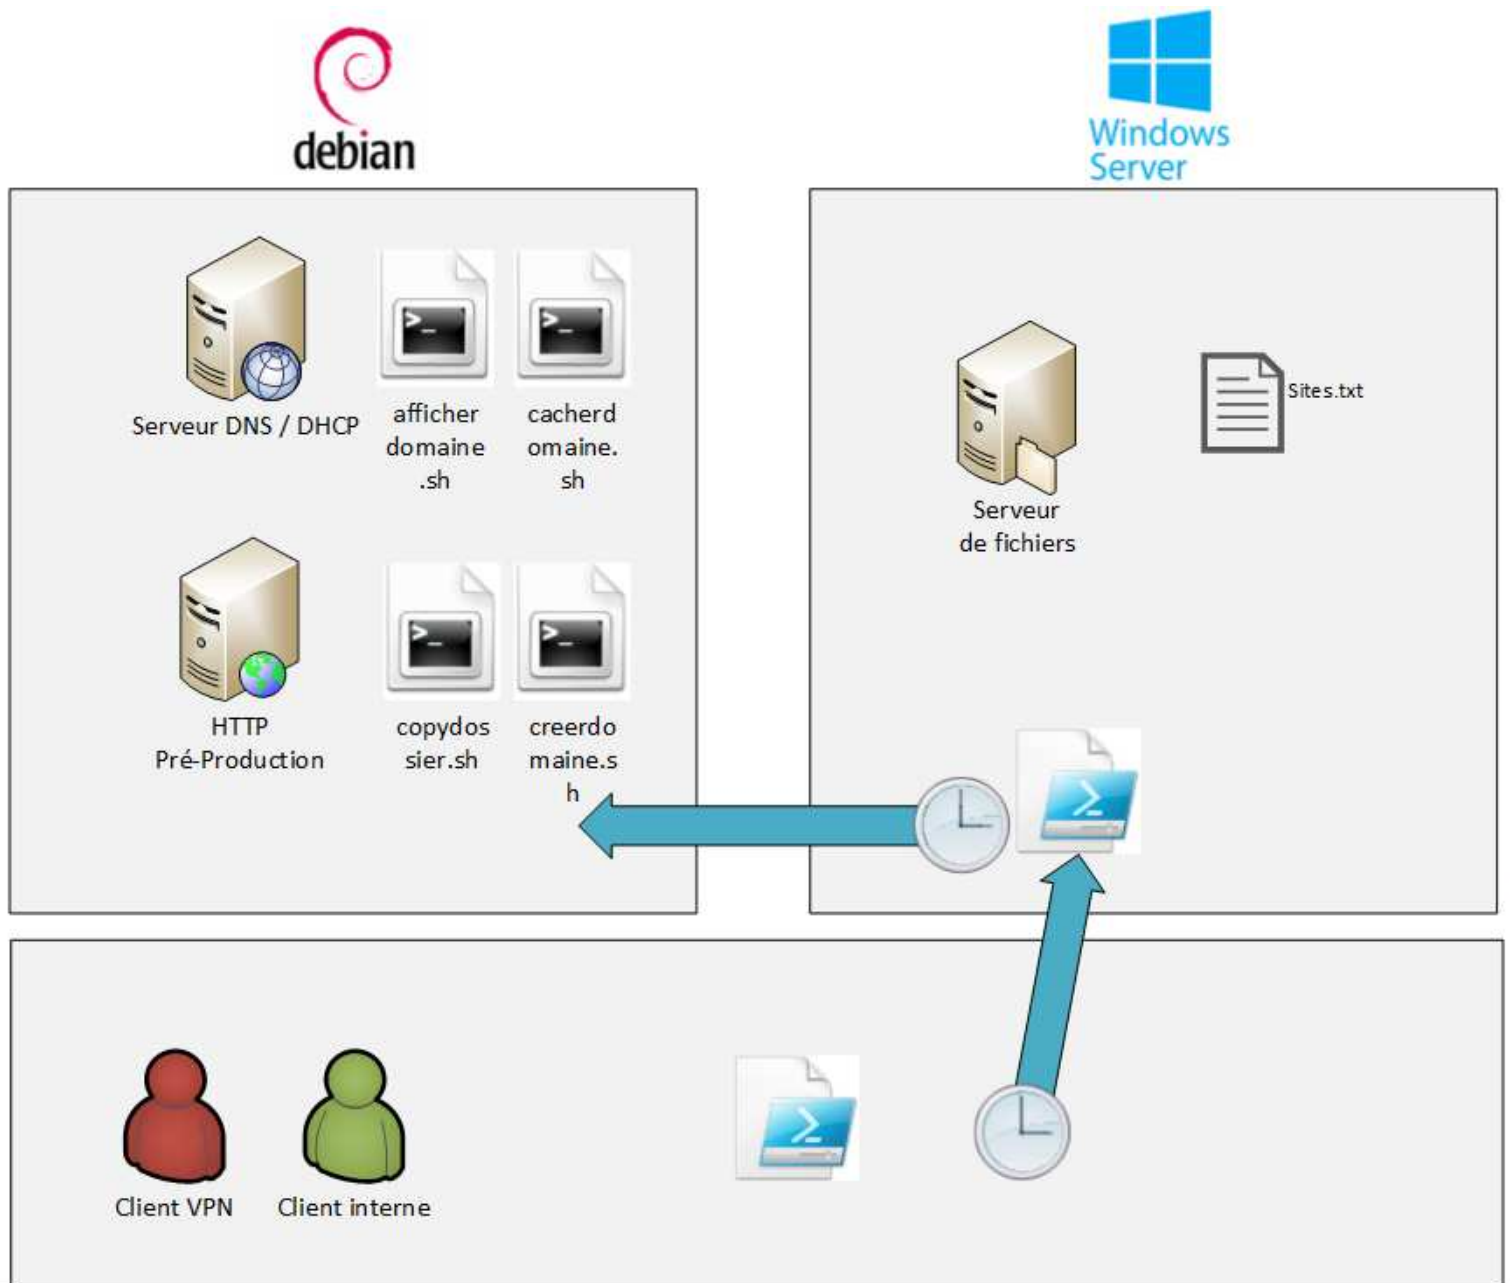 debian
Windows
Server
Serveur DNS / DHCP
afficher
domaine
.sh
cacherd
omaine.
sh
Serveur
de fichiers
Sites.txt
HTTP
Pré-Production
copydos
sier.sh
creerdo
maine.s
h
Client VPN
Client interne